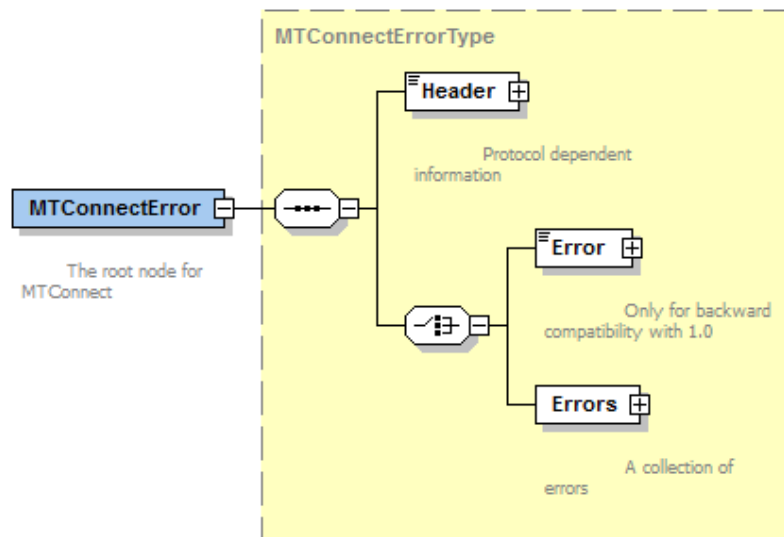 MTConnectErrorType
Header
Protocol dependent
information
MTConnectError
The root node for
MTConnect
Error
Only for backward
compatibility with 1.0
Errors
A collection of
errors